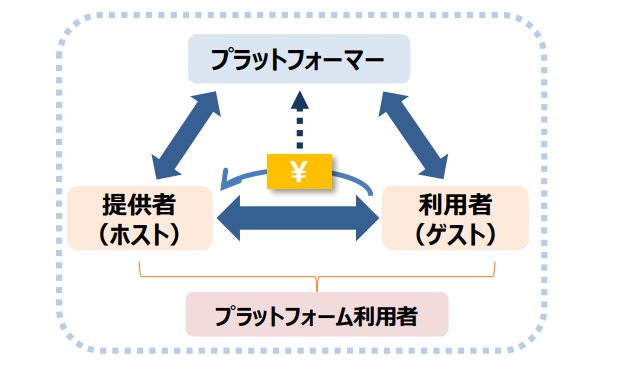 プラットフォーマー
¥
提供者
（ホスト）
利用者
（ゲスト）
プラットフォーム利用者